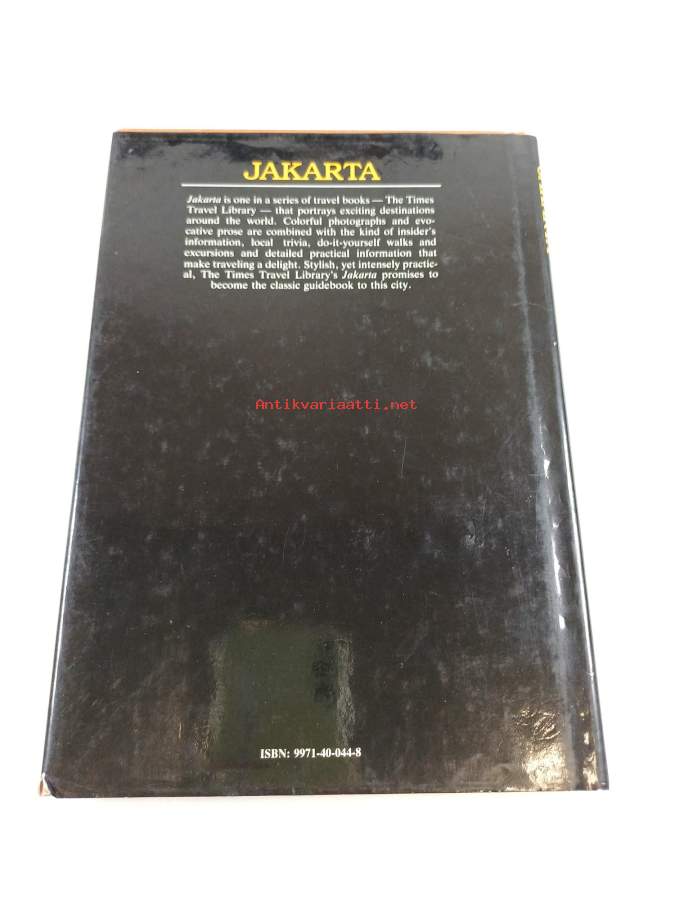 JAKARTA
Jakarta is one in a series of travel books — The Times
Travel Library — that portrays exciting destinations
around the world. Colorful photographs and evo-
cative prose are combined with the kind of insider's
information, local trivia, do-it-yourself walks and
excursions and detailed practical information that
make traveling a delight. Stylish, yet intensely practic-
al, The Times Travel Library's Jakarta promises to
become the classic guidebook to this city.
Antikvariaatti.net
ISBN: 9971-40-044-8